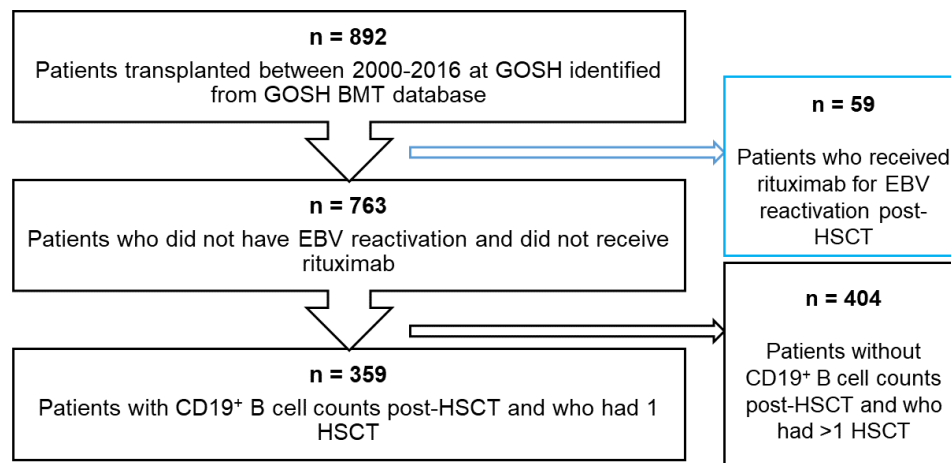 n = 892
Patients transplanted between 2000-2016 at GOSH identified
from GOSH BMT database
n = 59
Patients who received
rituximab for EBV
reactivation post-
HSCT
n = 763
Patients who did not have EBV reactivation and did not receive
rituximab
n = 404
Patients without
CD19⁺ B cell counts
post-HSCT and who
had >1 HSCT
n = 359
Patients with CD19⁺ B cell counts post-HSCT and who had 1
HSCT